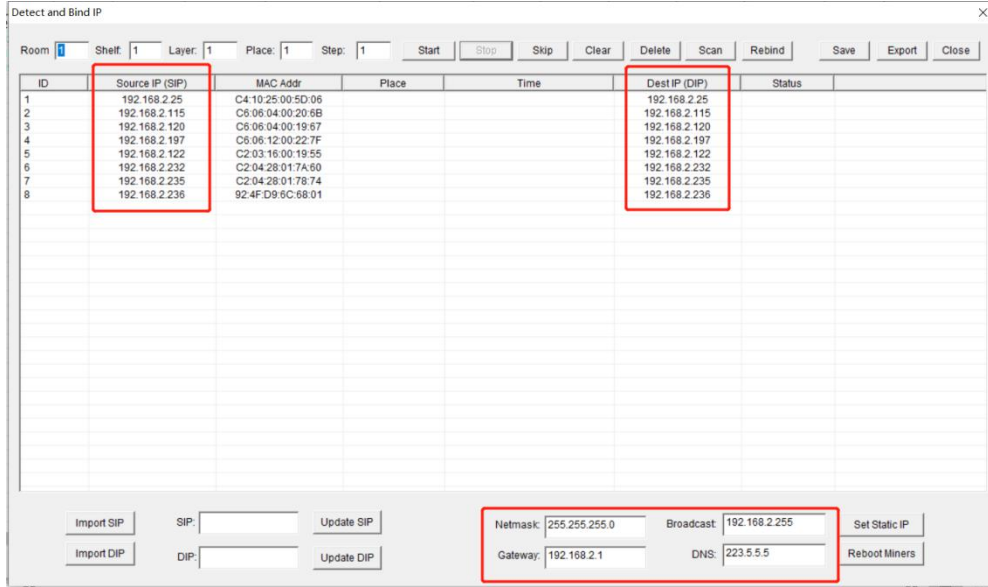 Detect and Bind IP
Room 1 Shelf: 1 Layer: 1 Place: 1 Step: 1 Start Stop Skip Clear Delete Scan Rebind Save Export Close
ID Source IP (SIP) MAC Addr Place Time Dest IP (DIP) Status
1 192.168.2.25 C4:10:25:00:5D:06 192.168.2.25
2 192.168.2.115 C6:06:04:00:20:6B 192.168.2.115
3 192.168.2.120 C6:06:04:00:19:67 192.168.2.120
4 192.168.2.197 C6:06:12:00:22:7F 192.168.2.197
5 192.168.2.122 C2:03:16:00:19:55 192.168.2.122
6 192.168.2.232 C2:04:28:01:7A:60 192.168.2.232
7 192.168.2.235 C2:04:28:01:78:74 192.168.2.235
8 192.168.2.236 92:4F:D9:6C:68:01 192.168.2.236
Import SIP SIP: Update SIP Netmask: 255.255.255.0 Broadcast: 192.168.2.255 Set Static IP
Import DIP DIP: Update DIP Gateway: 192.168.2.1 DNS: 223.5.5.5 Reboot Miners